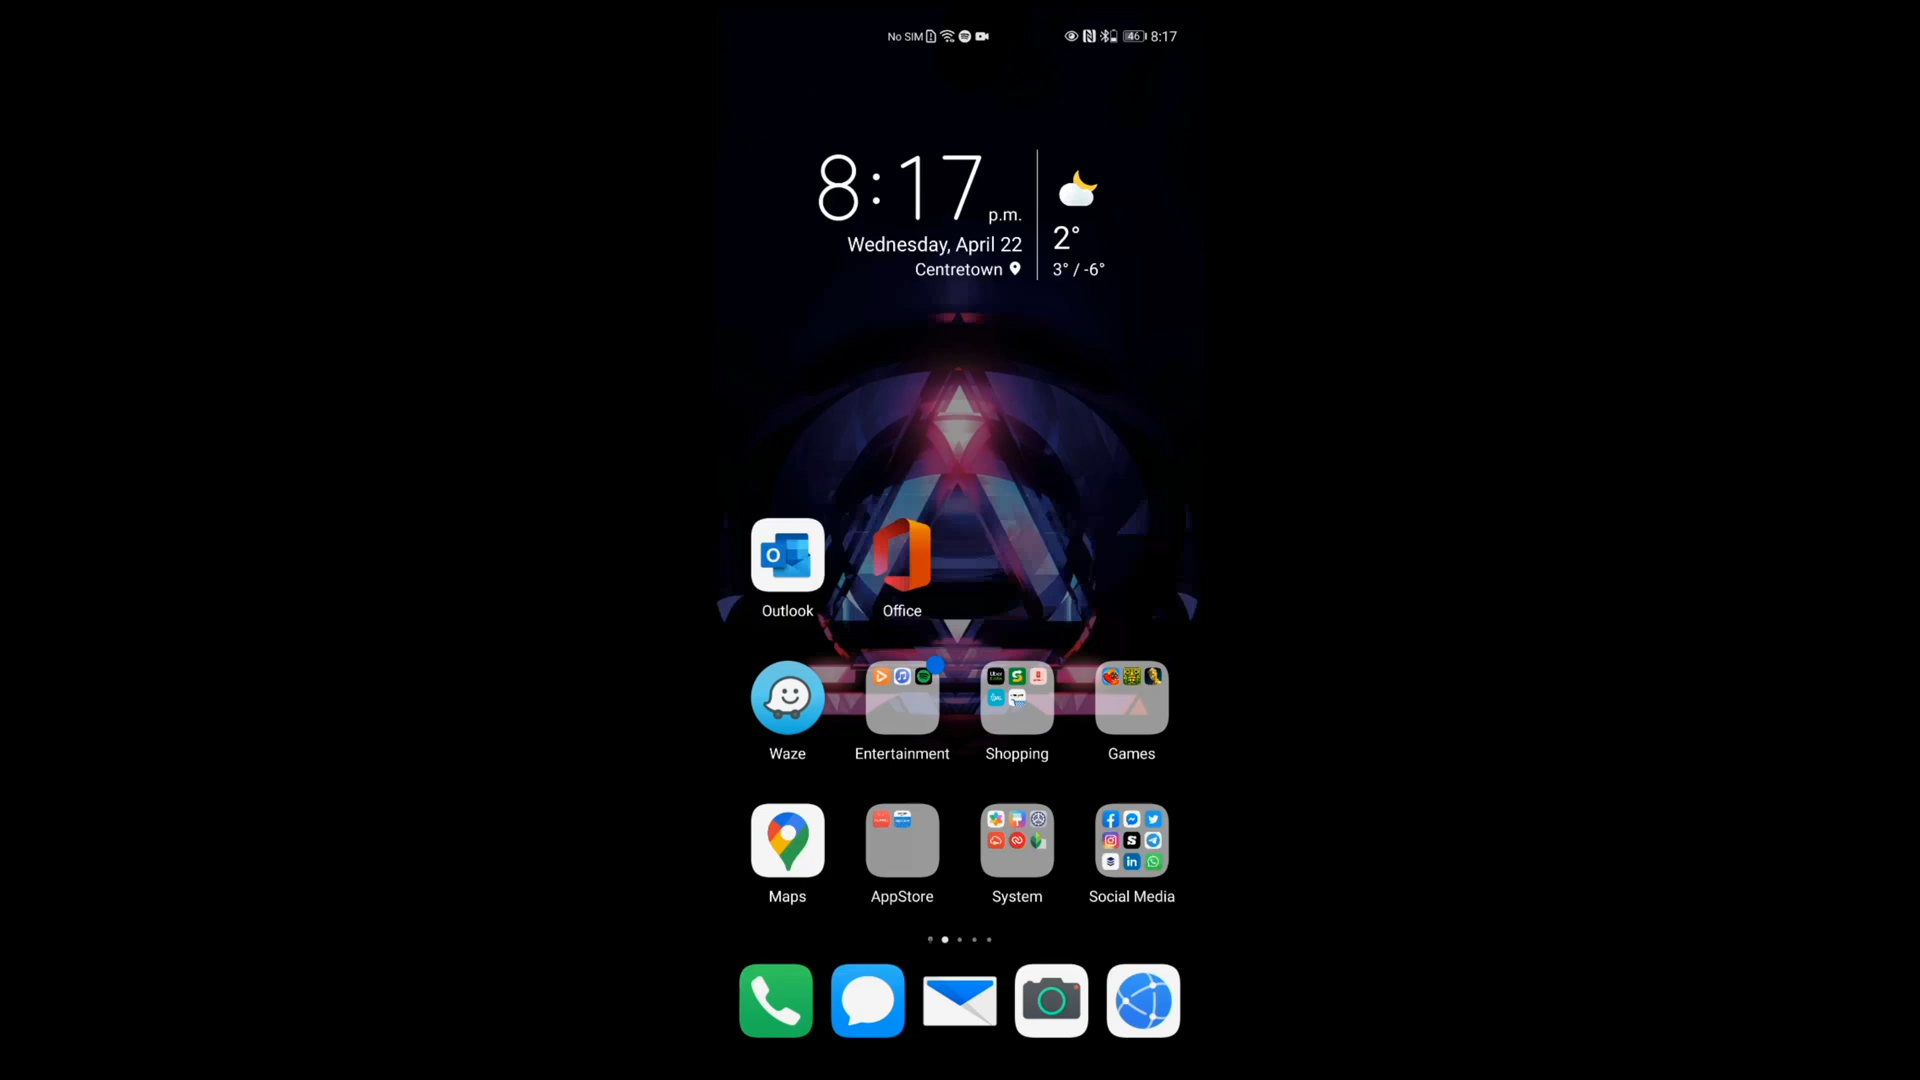 No SIM 46 8:17
8:17 p.m.
Wednesday, April 22
Centretown
2°
3° / -6°
Outlook Office
Waze Entertainment Shopping Games
Maps AppStore System Social Media